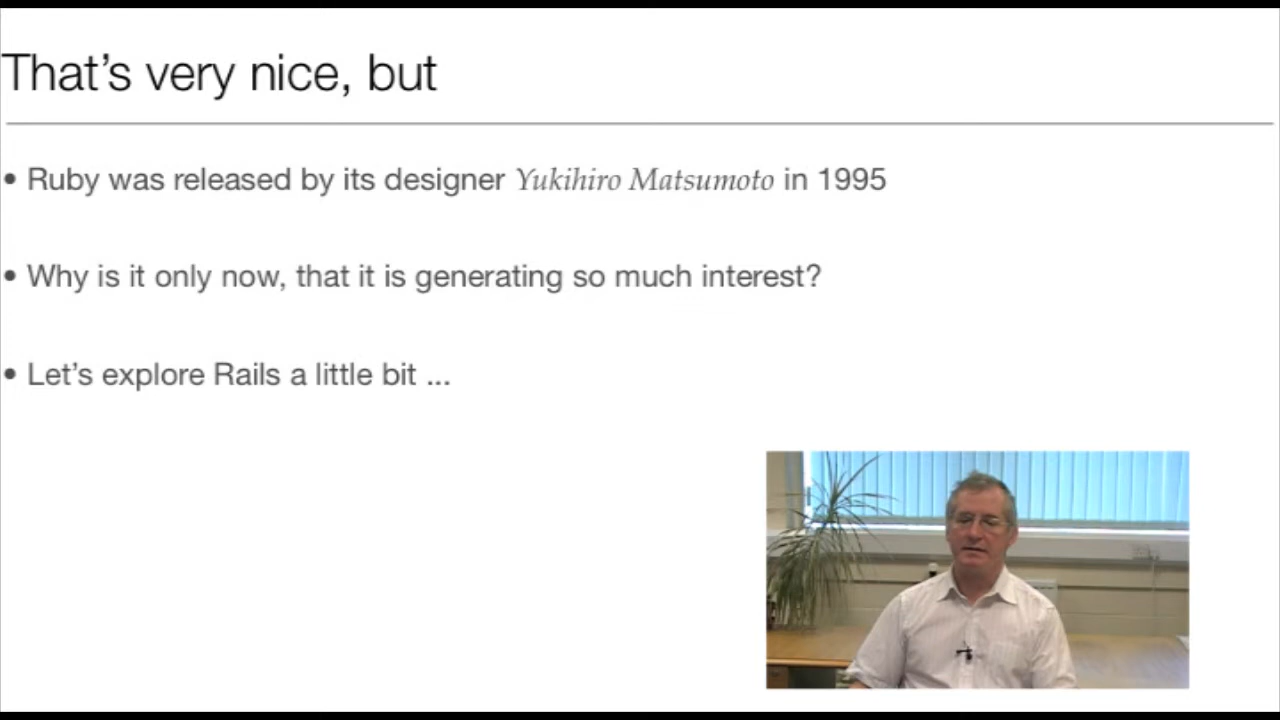 That’s very nice, but
• Ruby was released by its designer Yukihiro Matsumoto in 1995
• Why is it only now, that it is generating so much interest?
• Let’s explore Rails a little bit ...